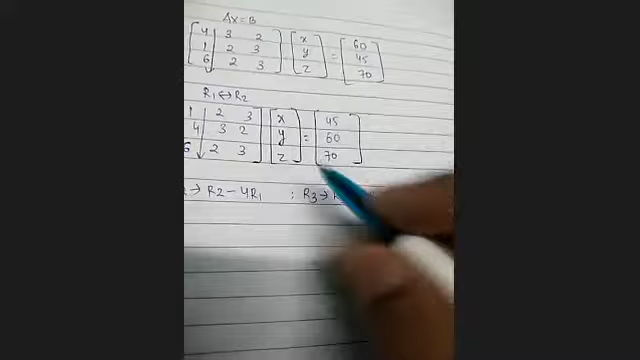 AX = B
[4 3 2] [x] = [60]
[1 2 3] [y] [45]
[6 2 3] [z] [70]
R1 ↔ R2
1 2 3] [x] = [45]
4 3 2] [y] [60]
6 2 3] [z] [70]
→ R2 - 4R1 ; R3 →